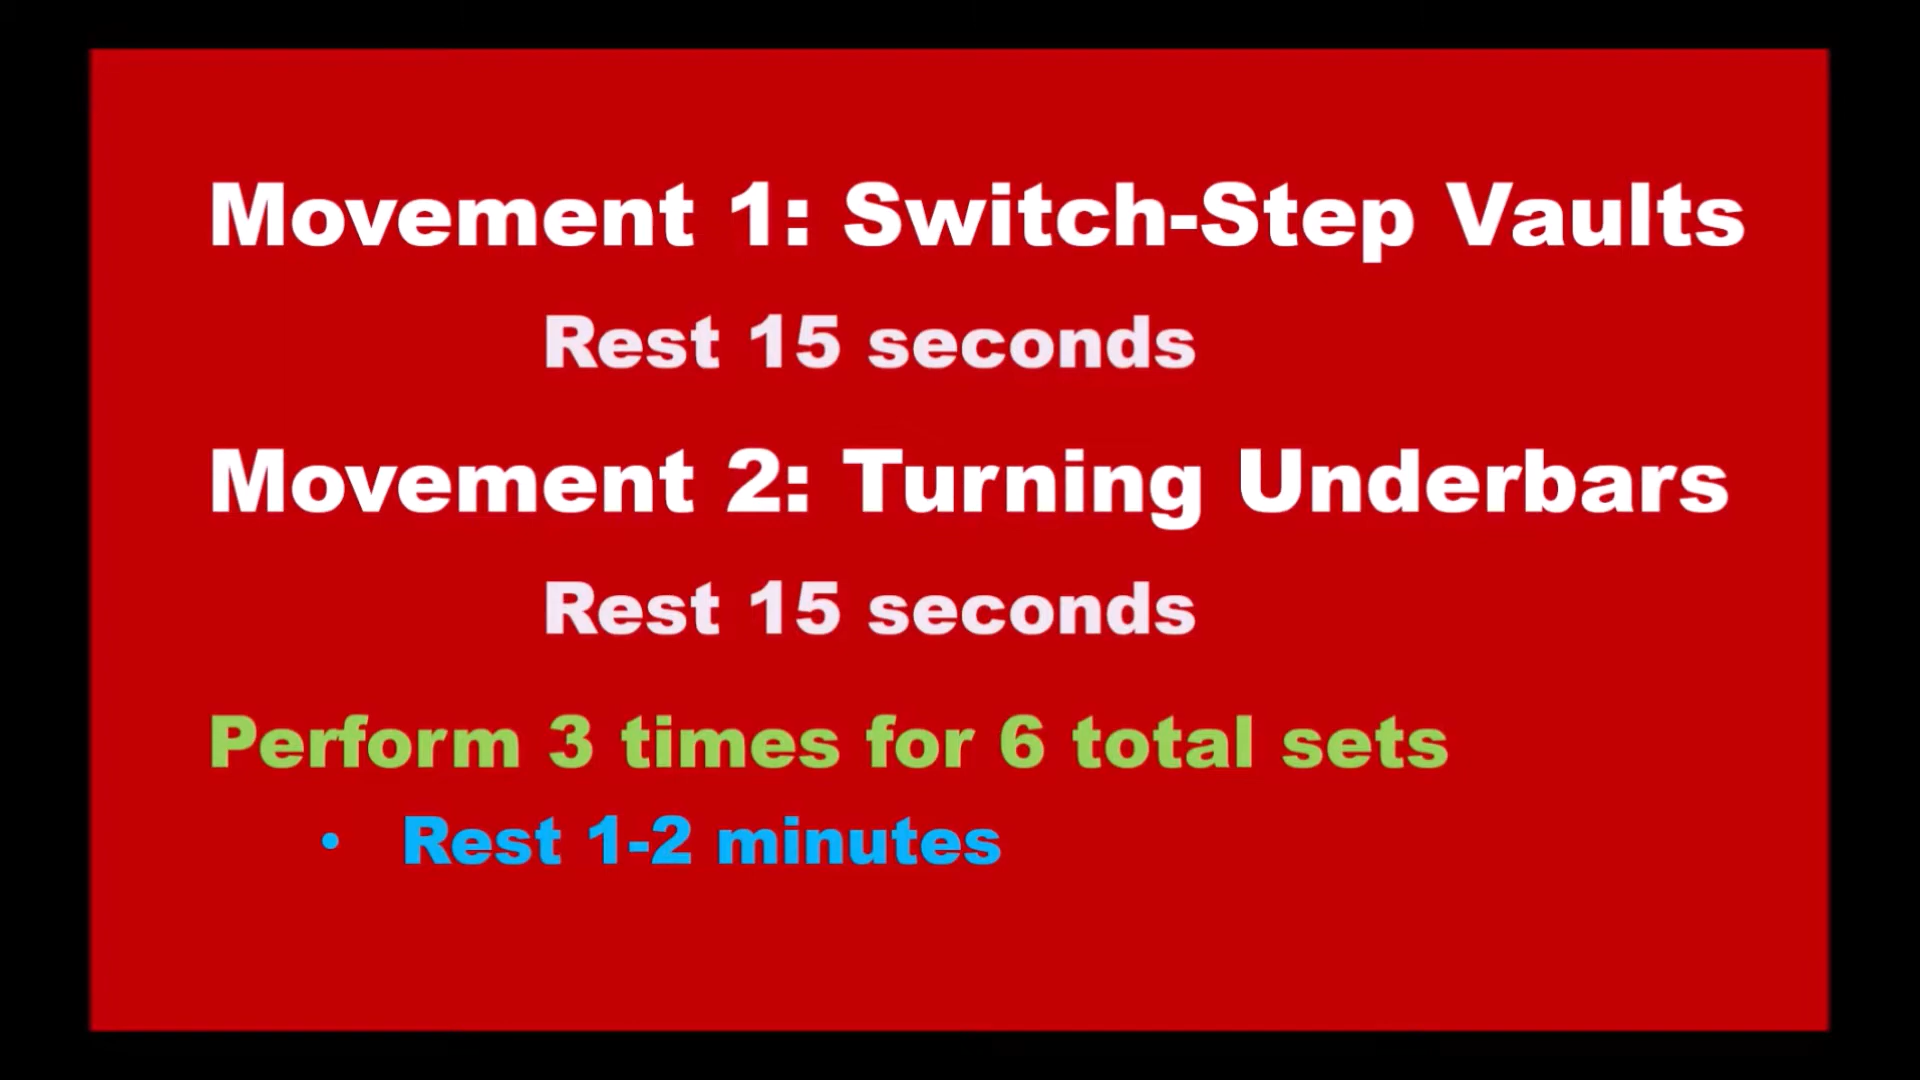 Movement 1: Switch-Step Vaults
Rest 15 seconds
Movement 2: Turning Underbars
Rest 15 seconds
Perform 3 times for 6 total sets
• Rest 1-2 minutes